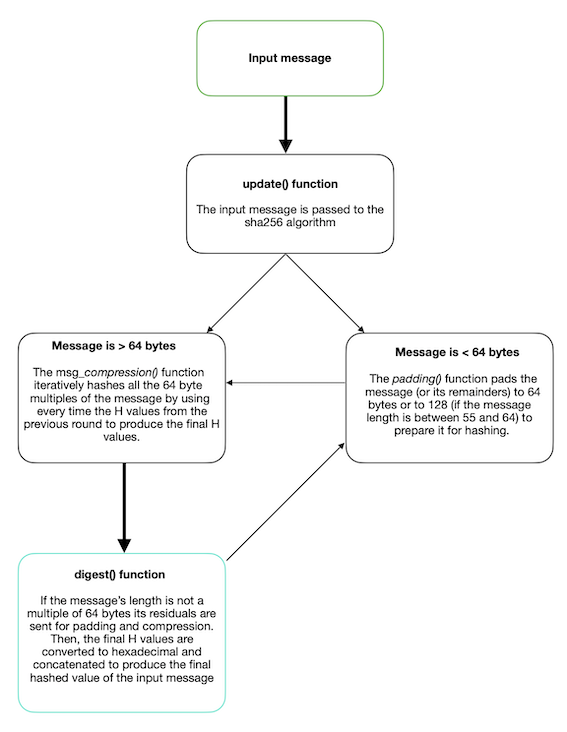 Input message
update() function
The input message is passed to the
sha256 algorithm
Message is > 64 bytes
The msg_compression() function
iteratively hashes all the 64 byte
multiples of the message by using
every time the H values from the
previous round to produce the final H
values.
Message is < 64 bytes
The padding() function pads the
message (or its remainders) to 64
bytes or to 128 (if the message
length is between 55 and 64) to
prepare it for hashing.
digest() function
If the message’s length is not a
multiple of 64 bytes its residuals are
sent for padding and compression.
Then, the final H values are
converted to hexadecimal and
concatenated to produce the final
hashed value of the input message